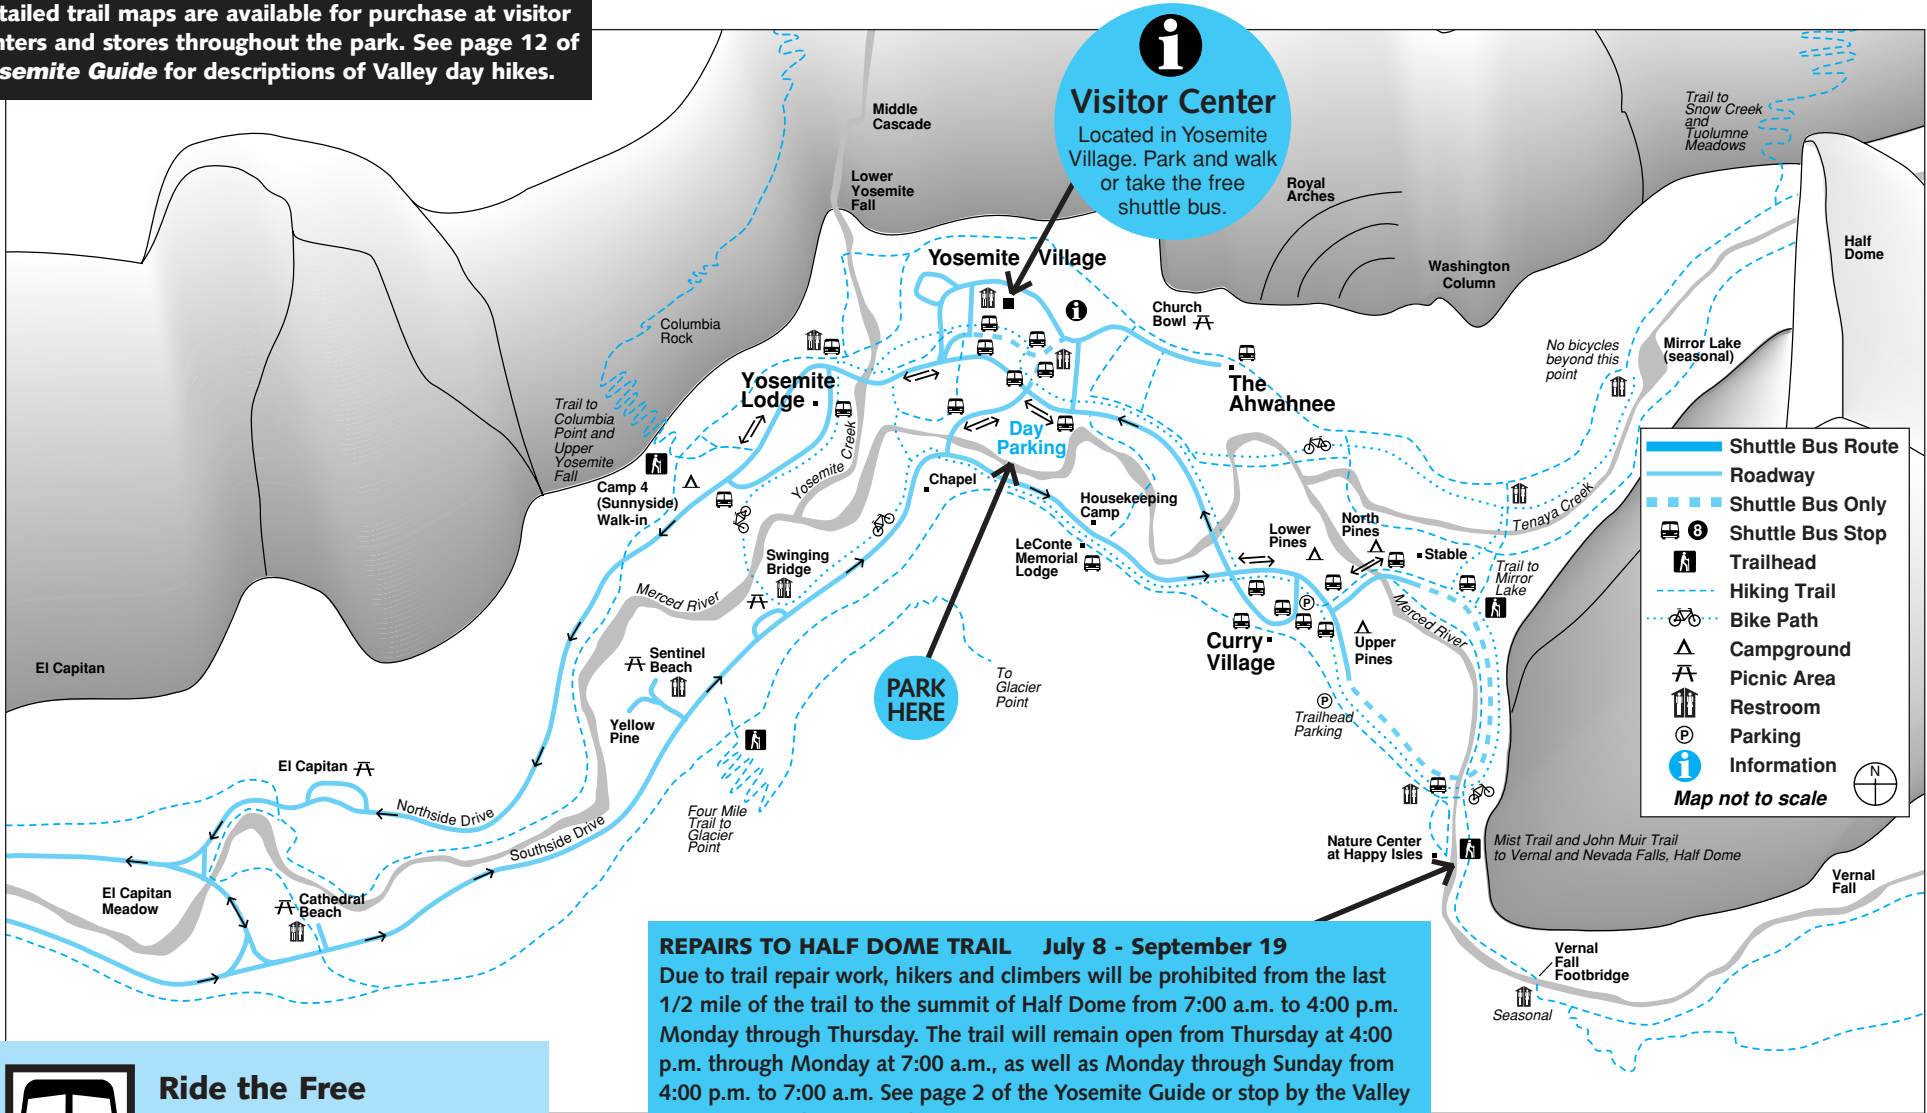 tailed trail maps are available for purchase at visitor
nters and stores throughout the park. See page 12 of
semite Guide for descriptions of Valley day hikes.
i
Visitor Center
Located in Yosemite
Village. Park and walk
or take the free
shuttle bus.
Middle
Cascade
Lower
Yosemite
Fall
Royal
Arches
Washington
Column
Trail to
Snow Creek
and
Tuolumne
Meadows
Half
Dome
Yosemite Village
i
Church
Bowl
Columbia
Rock
Yosemite
Lodge
The
Ahwahnee
No bicycles
beyond this
point
Mirror Lake
(seasonal)
Trail to
Columbia
Point and
Upper
Yosemite
Fall
Camp 4
(Sunnyside)
Walk-in
Yosemite Creek
Day
Parking
Chapel
Housekeeping
Camp
LeConte
Memorial
Lodge
Lower
Pines
North
Pines
Stable
Tenaya Creek
Trail to
Mirror
Lake
Swinging
Bridge
Merced River
Merced River
P
Curry
Village
Upper
Pines
P
Trailhead
Parking
El Capitan
Sentinel
Beach
Yellow
Pine
PARK
HERE
To
Glacier
Point
Shuttle Bus Route
Roadway
Shuttle Bus Only
8 Shuttle Bus Stop
Trailhead
Hiking Trail
Bike Path
Campground
Picnic Area
Restroom
P Parking
i Information
N
Map not to scale
El Capitan
Northside Drive
Southside Drive
Four Mile
Trail to
Glacier
Point
Nature Center
at Happy Isles
Mist Trail and John Muir Trail
to Vernal and Nevada Falls, Half Dome
Vernal
Fall
El Capitan
Meadow
Cathedral
Beach
Vernal
Fall
Footbridge
Seasonal
REPAIRS TO HALF DOME TRAIL July 8 - September 19
Due to trail repair work, hikers and climbers will be prohibited from the last
1/2 mile of the trail to the summit of Half Dome from 7:00 a.m. to 4:00 p.m.
Monday through Thursday. The trail will remain open from Thursday at 4:00
p.m. through Monday at 7:00 a.m., as well as Monday through Sunday from
4:00 p.m. to 7:00 a.m. See page 2 of the Yosemite Guide or stop by the Valley
Ride the Free